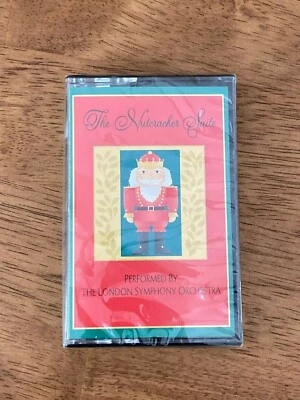 The Nutcracker Suite
PERFORMED BY
THE LONDON SYMPHONY ORCHESTRA